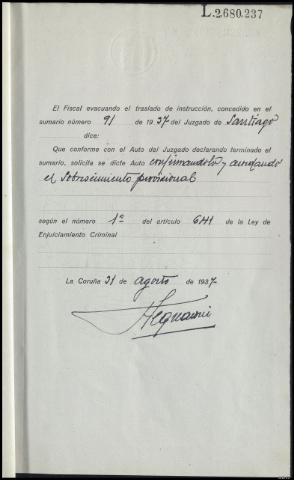 L.2680.237
El Fiscal evacuando el traslado de instrucción, concedido en el
sumario número 91 de 1937 del Juzgado de Santiago
dice:
Que conforme con el Auto del Juzgado declarando terminado el
sumario, solicita se dicte Auto confirmandolo y acordando
el sobreseimiento provisional
según el número 1º del artículo 641 de la Ley de
Enjuiciamiento Criminal
La Coruña 31 de agosto de 1937